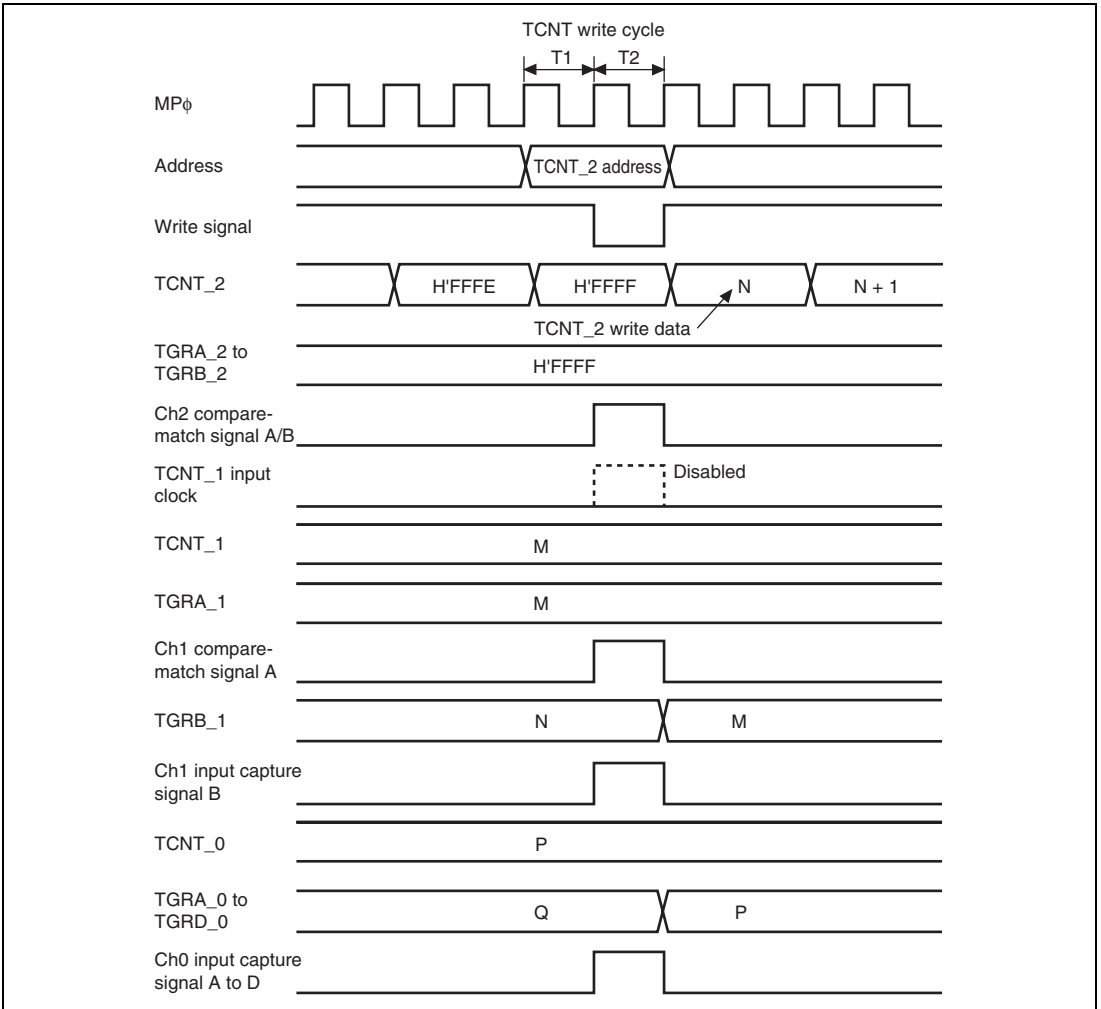 TCNT write cycle
T1 T2
MPϕ
Address
TCNT_2 address
Write signal
TCNT_2
H'FFFE
H'FFFF
N
N + 1
TCNT_2 write data
TGRA_2 to
TGRB_2
H'FFFF
Ch2 compare-
match signal A/B
TCNT_1 input
clock
Disabled
TCNT_1
M
TGRA_1
M
Ch1 compare-
match signal A
TGRB_1
N
M
Ch1 input capture
signal B
TCNT_0
P
TGRA_0 to
TGRD_0
Q
P
Ch0 input capture
signal A to D